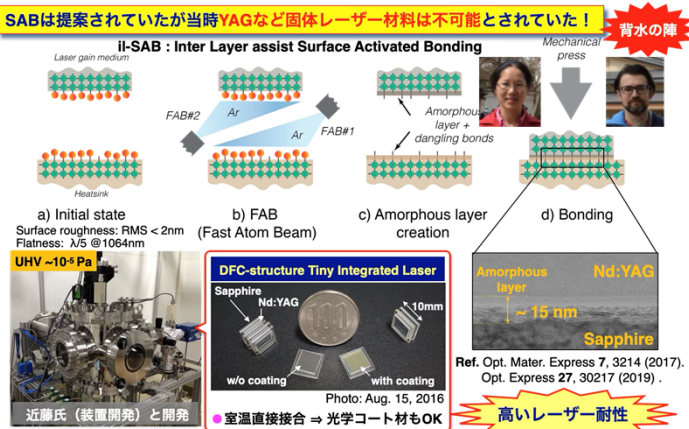 SABは提案されていたが当時YAGなど固体レーザー材料は不可能とされていた！
背水の陣
il-SAB : Inter Layer assist Surface Activated Bonding
Laser gain medium
Heatsink
a) Initial state
Surface roughness: RMS < 2nm
Flatness: λ/5 @1064nm
FAB#2
Ar
Ar
FAB#1
b) FAB
(Fast Atom Beam)
Amorphous
layer +
dangling bonds
c) Amorphous layer
creation
Mechanical
press
d) Bonding
UHV ~10-5 Pa
近藤氏（装置開発）と開発
DFC-structure Tiny Integrated Laser
Sapphire
Nd:YAG
100
10mm
w/o coating
with coating
Photo: Aug. 15, 2016
●室温直接接合 ⇒ 光学コート材もOK
Amorphous
layer
Nd:YAG
~ 15 nm
Sapphire
Ref. Opt. Mater. Express 7, 3214 (2017).
Opt. Express 27, 30217 (2019) .
高いレーザー耐性